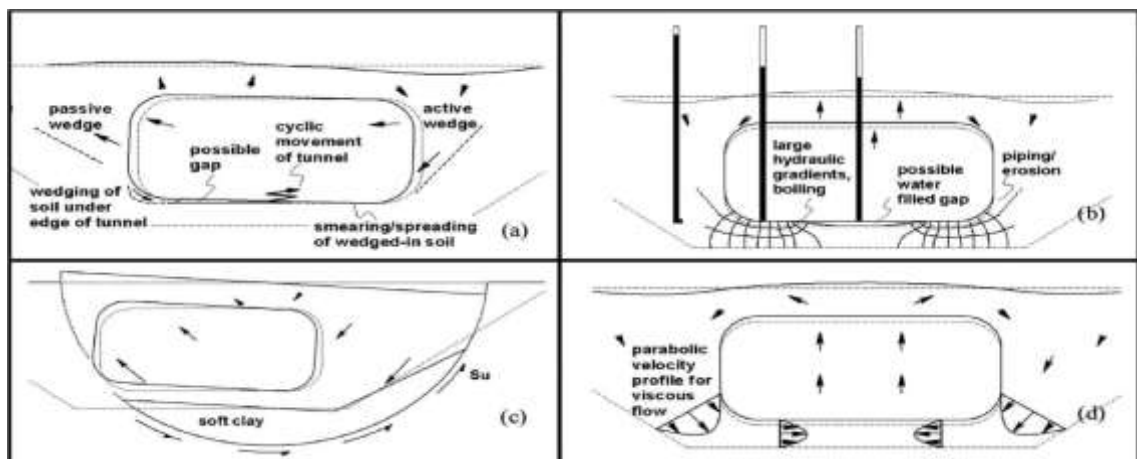 passive
wedge
possible
gap
cyclic
movement
of tunnel
active
wedge
wedging of
soil under
edge of tunnel
smearing/spreading
of wedged-in soil
(a)
large
hydraulic
gradients,
boiling
possible
water
filled gap
piping/
erosion
(b)
soft clay
Su
(c)
parabolic
velocity
profile for
viscous
flow
(d)